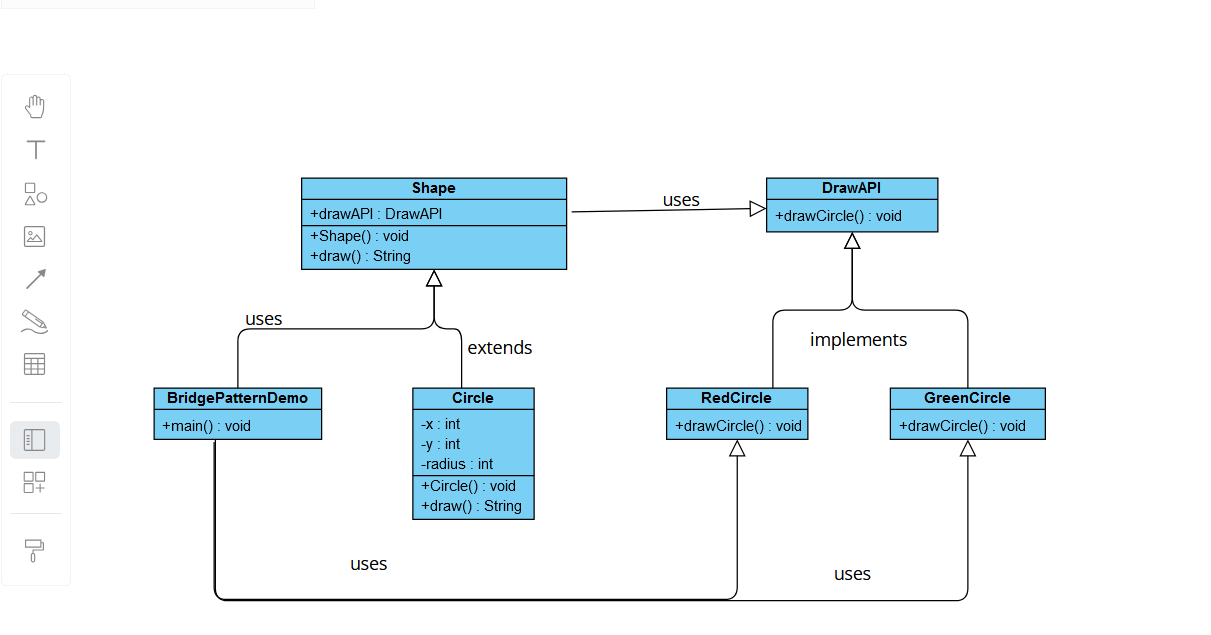 Shape
+drawAPI : DrawAPI
+Shape() : void
+draw() : String
uses
DrawAPI
+drawCircle() : void
uses
extends
implements
BridgePatternDemo
+main() : void
Circle
-x : int
-y : int
-radius : int
+Circle() : void
+draw() : String
RedCircle
+drawCircle() : void
GreenCircle
+drawCircle() : void
uses
uses